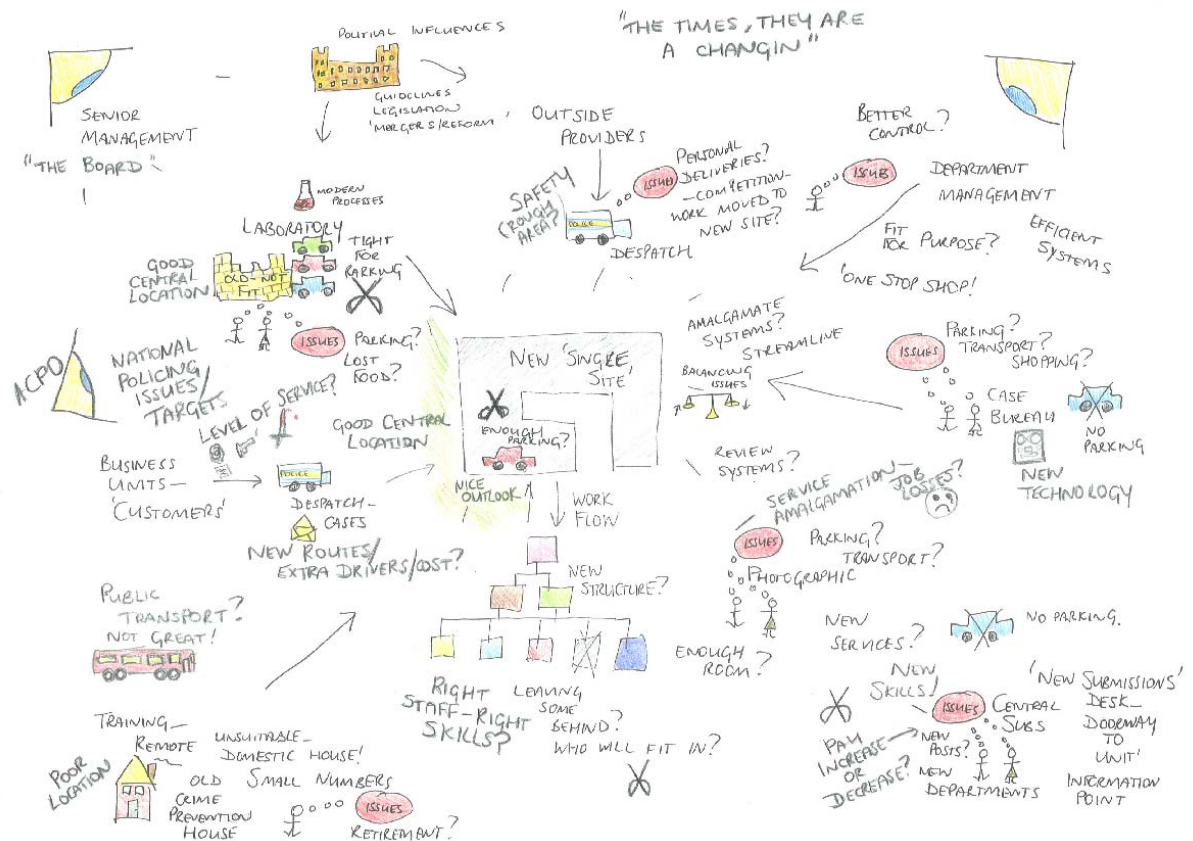 "THE TIMES, THEY ARE
A CHANGIN"
POLITICAL INFLUENCES
GUIDELINES
LEGISLATION
'MERGERS/REFORM'
SENIOR
MANAGEMENT
"THE BOARD"
OUTSIDE
PROVIDERS
ISSUES
PERSONAL
DELIVERIES?
-COMPETITION-
WORK MOVED TO
NEW SITE?
SAFETY
(ROUGH
AREA?
POLICE
DESPATCH
BETTER
CONTROL?
ISSUES
DEPARTMENT
MANAGEMENT
FIT
FOR PURPOSE?
EFFICIENT
SYSTEMS
'ONE STOP SHOP!
MODERN
PROCESSES
LABORATORY
GOOD
CENTRAL
LOCATION
OLD-NOT
FIT!
TIGHT
FOR
PARKING
ISSUES
PARKING?
LOST
FOOD?
ACPO
NATIONAL
POLICING
ISSUES/
TARGETS
LEVEL OF SERVICE?
GOOD CENTRAL
LOCATION
NEW 'SINGLE
SITE'
ENOUGH
PARKING?
NICE
OUTLOOK
AMALGAMATE
SYSTEMS?
STREAMLINE
BALANCING
ISSUES
REVIEW
SYSTEMS?
ISSUES
PARKING?
TRANSPORT?
SHOPPING?
CASE
BUREAU
NO
PARKING
NEW
TECHNOLOGY
BUSINESS
UNITS-
'CUSTOMERS'
POLICE
DESPATCH-
CASES
NEW ROUTES/
EXTRA DRIVERS/COST?
WORK
FLOW
NEW
STRUCTURE?
SERVICE
AMALGAMATION-
JOB
LOSSES?
ISSUES
PARKING?
TRANSPORT?
PHOTOGRAPHIC
ENOUGH
ROOM?
PUBLIC
TRANSPORT?
NOT GREAT!
RIGHT
STAFF-RIGHT
SKILLS?
LEAVING
SOME
BEHIND?
WHO WILL FIT IN?
NEW
SERVICES?
NO PARKING.
NEW
SKILLS!
ISSUES
CENTRAL
SUBS
PAY
INCREASE
OR
DECREASE?
NEW
POSTS?
NEW
DEPARTMENTS
'NEW SUBMISSIONS'
DESK-
DOORWAY
TO
UNIT'
INFORMATION
POINT
TRAINING-
REMOTE
POOR
LOCATION
UNSUITABLE-
DOMESTIC HOUSE!
OLD
CRIME
PREVENTION
HOUSE
SMALL NUMBERS
ISSUES
RETIREMENT?